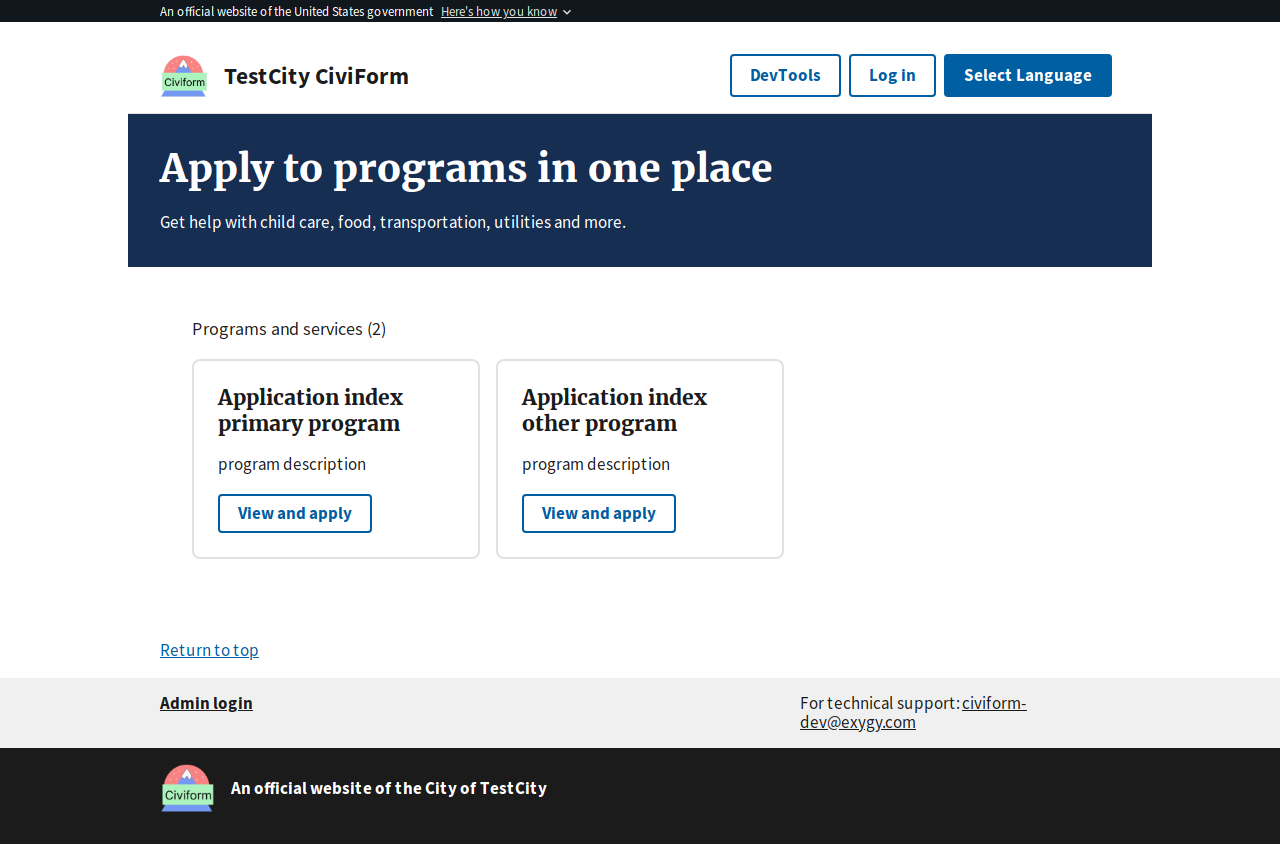 An official website of the United States government Here's how you know
Civiform
TestCity CiviForm
DevTools
Log in
Select Language
Apply to programs in one place
Get help with child care, food, transportation, utilities and more.
Programs and services (2)
Application index
primary program
program description
View and apply
Application index
other program
program description
View and apply
Return to top
Admin login
For technical support: civiform-
dev@exygy.com
Civiform
An official website of the City of TestCity